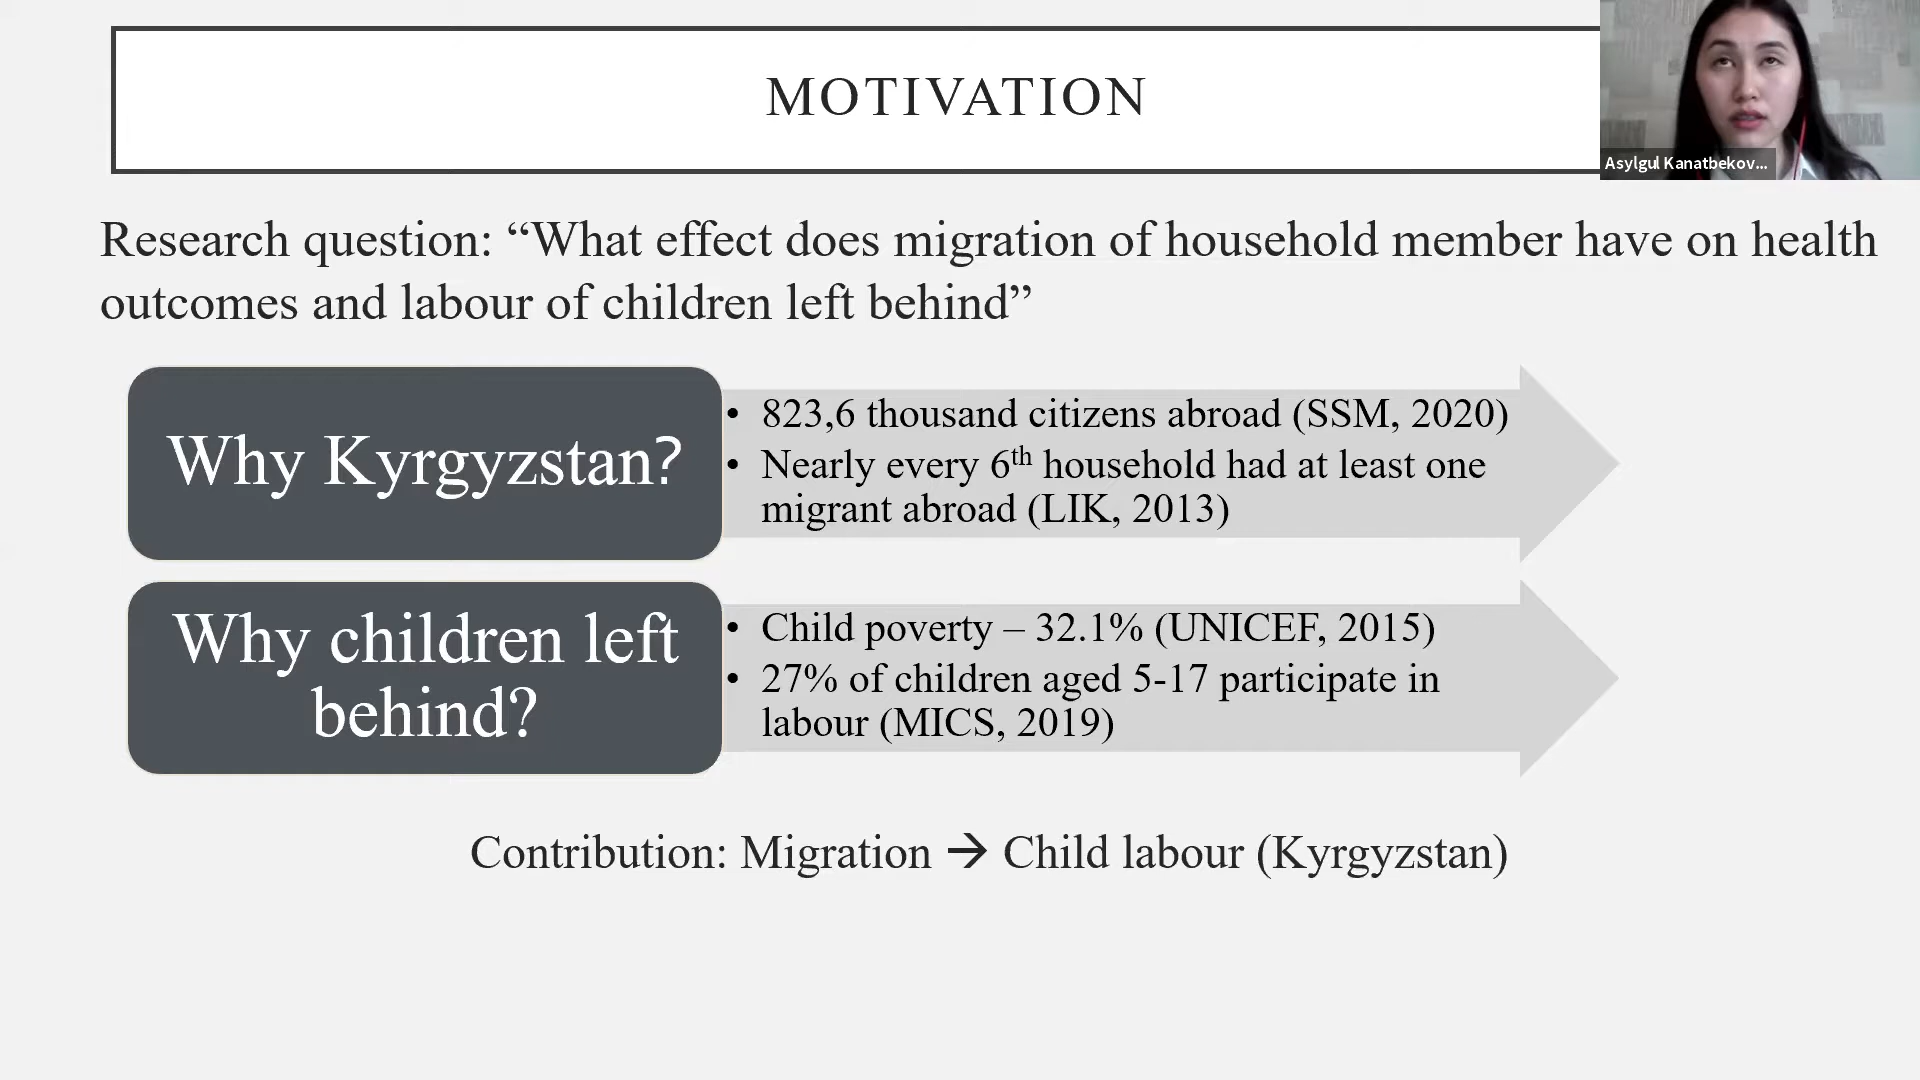 MOTIVATION
Asylgul Kanatbekov...
Research question: “What effect does migration of household member have on health
outcomes and labour of children left behind”
Why Kyrgyzstan?
• 823,6 thousand citizens abroad (SSM, 2020)
• Nearly every 6th household had at least one
migrant abroad (LIK, 2013)
Why children left
behind?
• Child poverty – 32.1% (UNICEF, 2015)
• 27% of children aged 5-17 participate in
labour (MICS, 2019)
Contribution: Migration → Child labour (Kyrgyzstan)